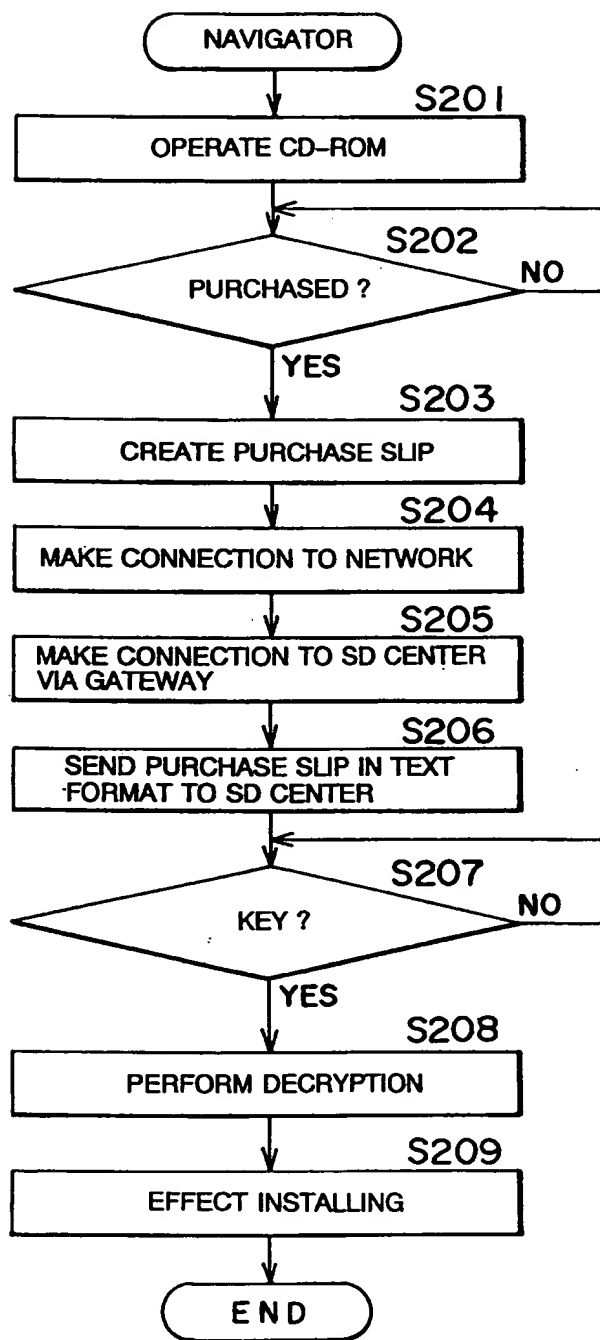 NAVIGATOR
S201
OPERATE CD-ROM
S202
PURCHASED ?
NO
YES
S203
CREATE PURCHASE SLIP
S204
MAKE CONNECTION TO NETWORK
S205
MAKE CONNECTION TO SD CENTER
VIA GATEWAY
S206
SEND PURCHASE SLIP IN TEXT
FORMAT TO SD CENTER
S207
KEY ?
NO
YES
S208
PERFORM DECRYPTION
S209
EFFECT INSTALLING
END